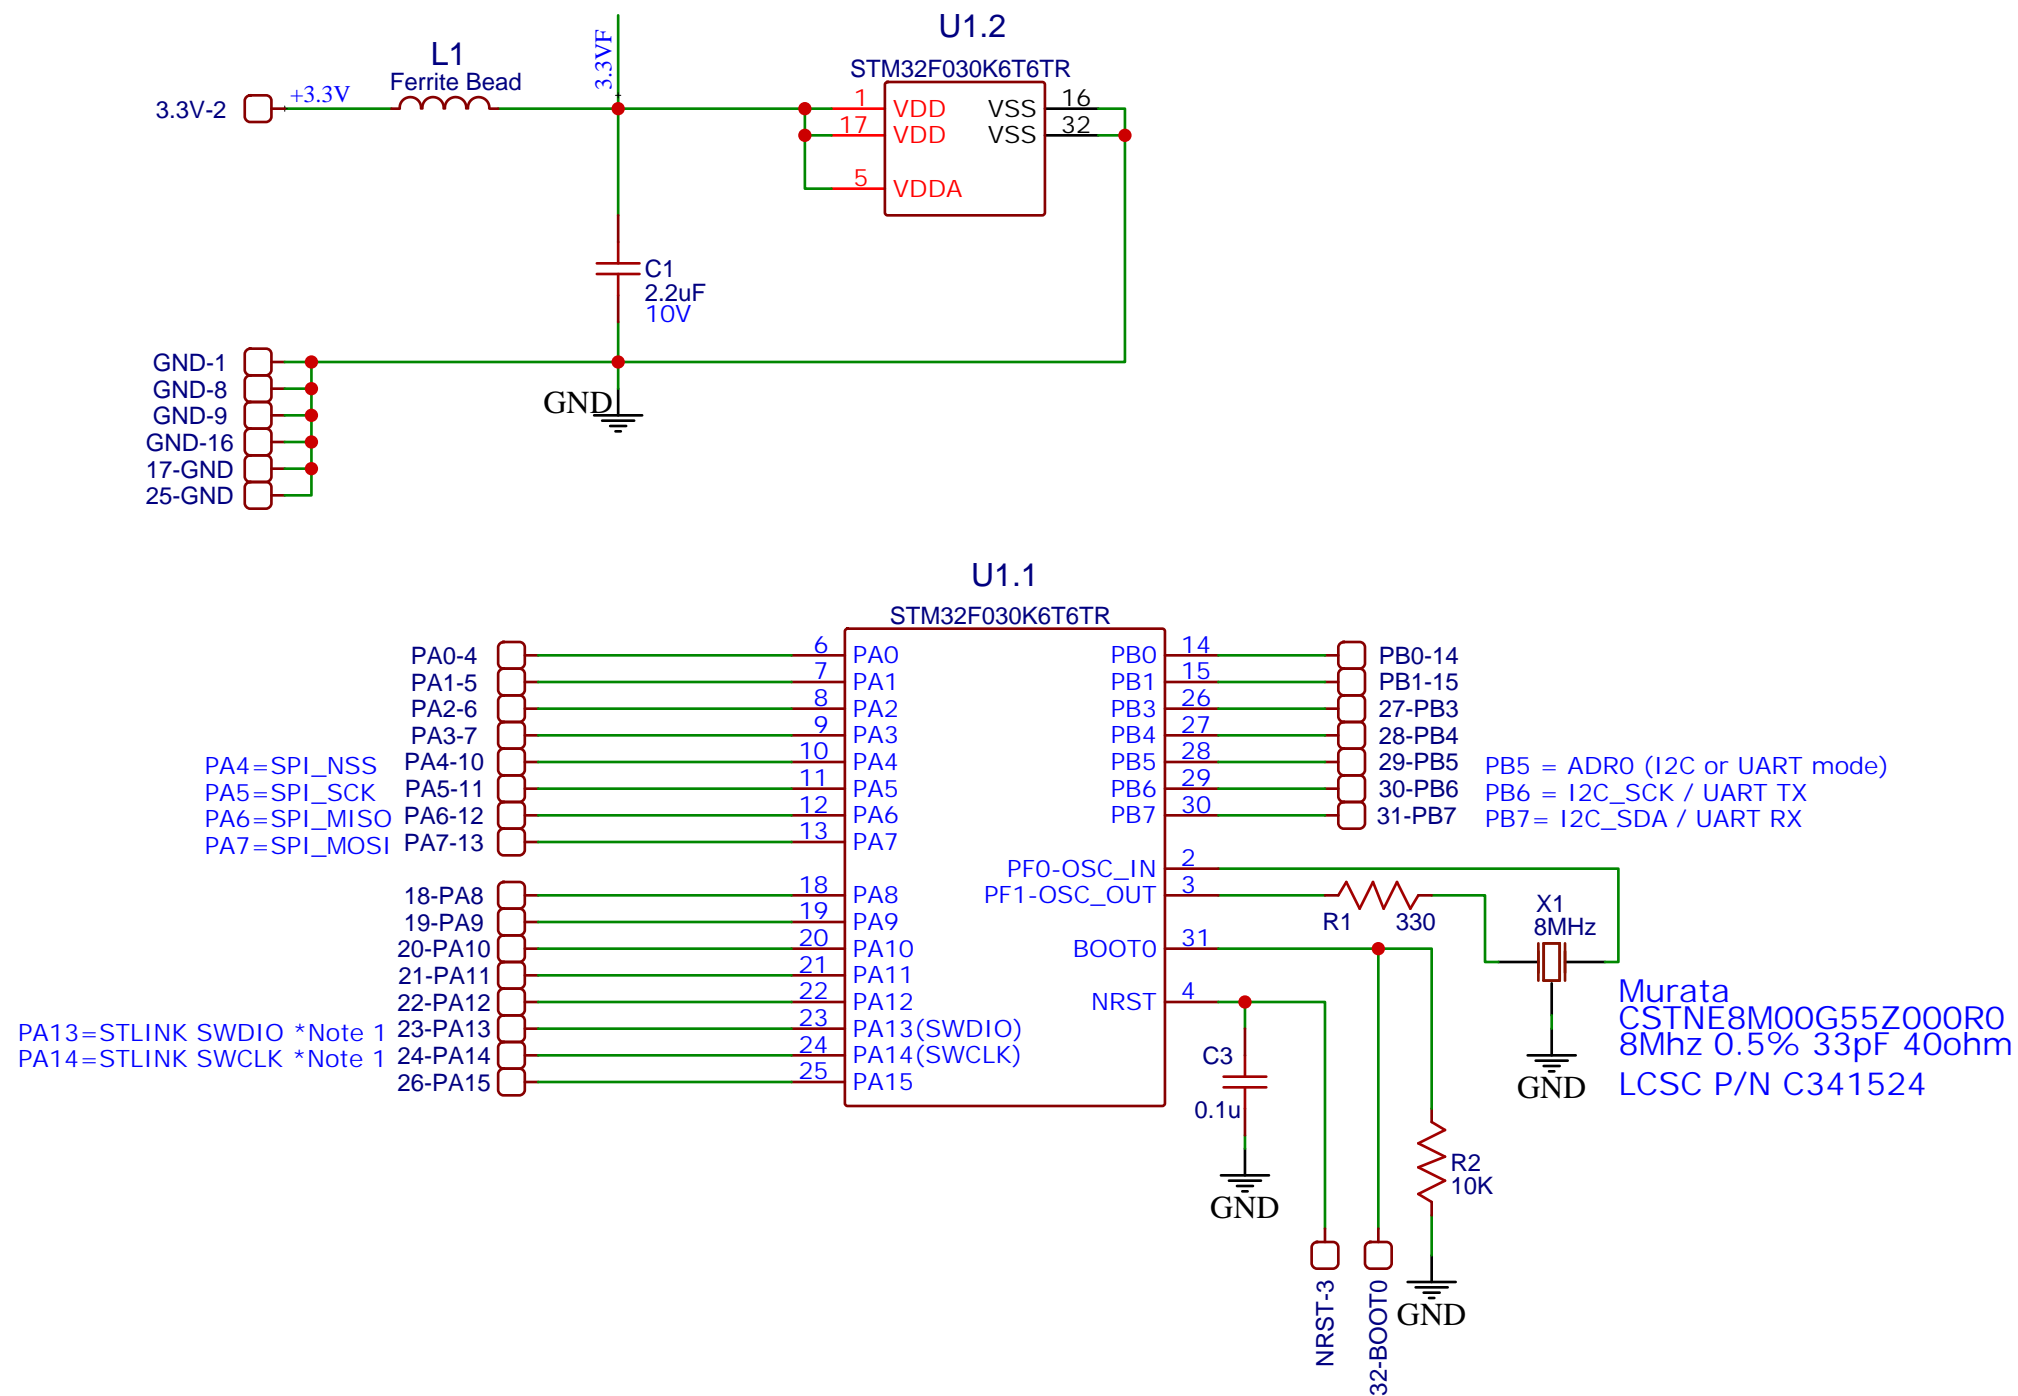 U1.2
STM32F030K6T6TR
L1
Ferrite Bead
3.3VF
3.3V-2
+3.3V
1 VDD VSS 16
17 VDD VSS 32
5 VDDA
C1
2.2uF
10V
GND-1
GND-8
GND-9
GND-16
17-GND
25-GND
GND
U1.1
STM32F030K6T6TR
PA0-4 6 PA0 PB0 14 PB0-14
PA1-5 7 PA1 PB1 15 PB1-15
PA2-6 8 PA2 PB3 26 27-PB3
PA3-7 9 PA3 PB4 27 28-PB4
PA4=SPI_NSS PA4-10 10 PA4 PB5 28 29-PB5 PB5 = ADR0 (I2C or UART mode)
PA5=SPI_SCK PA5-11 11 PA5 PB6 29 30-PB6 PB6 = I2C_SCK / UART TX
PA6=SPI_MISO PA6-12 12 PA6 PB7 30 31-PB7 PB7= I2C_SDA / UART RX
PA7=SPI_MOSI PA7-13 13 PA7
PF0-OSC_IN 2
18-PA8 18 PA8 PF1-OSC_OUT 3
R1 330
X1
8MHz
19-PA9 19 PA9
20-PA10 20 PA10 BOOT0 31
21-PA11 21 PA11
22-PA12 22 PA12 NRST 4
PA13=STLINK SWDIO *Note 1 23-PA13 23 PA13(SWDIO)
PA14=STLINK SWCLK *Note 1 24-PA14 24 PA14(SWCLK)
26-PA15 25 PA15
Murata
CSTNE8M00G55Z000R0
8Mhz 0.5% 33pF 40ohm
LCSC P/N C341524
GND
C3
0.1u
GND
R2
10K
GND
NRST-3
32-BOOT0